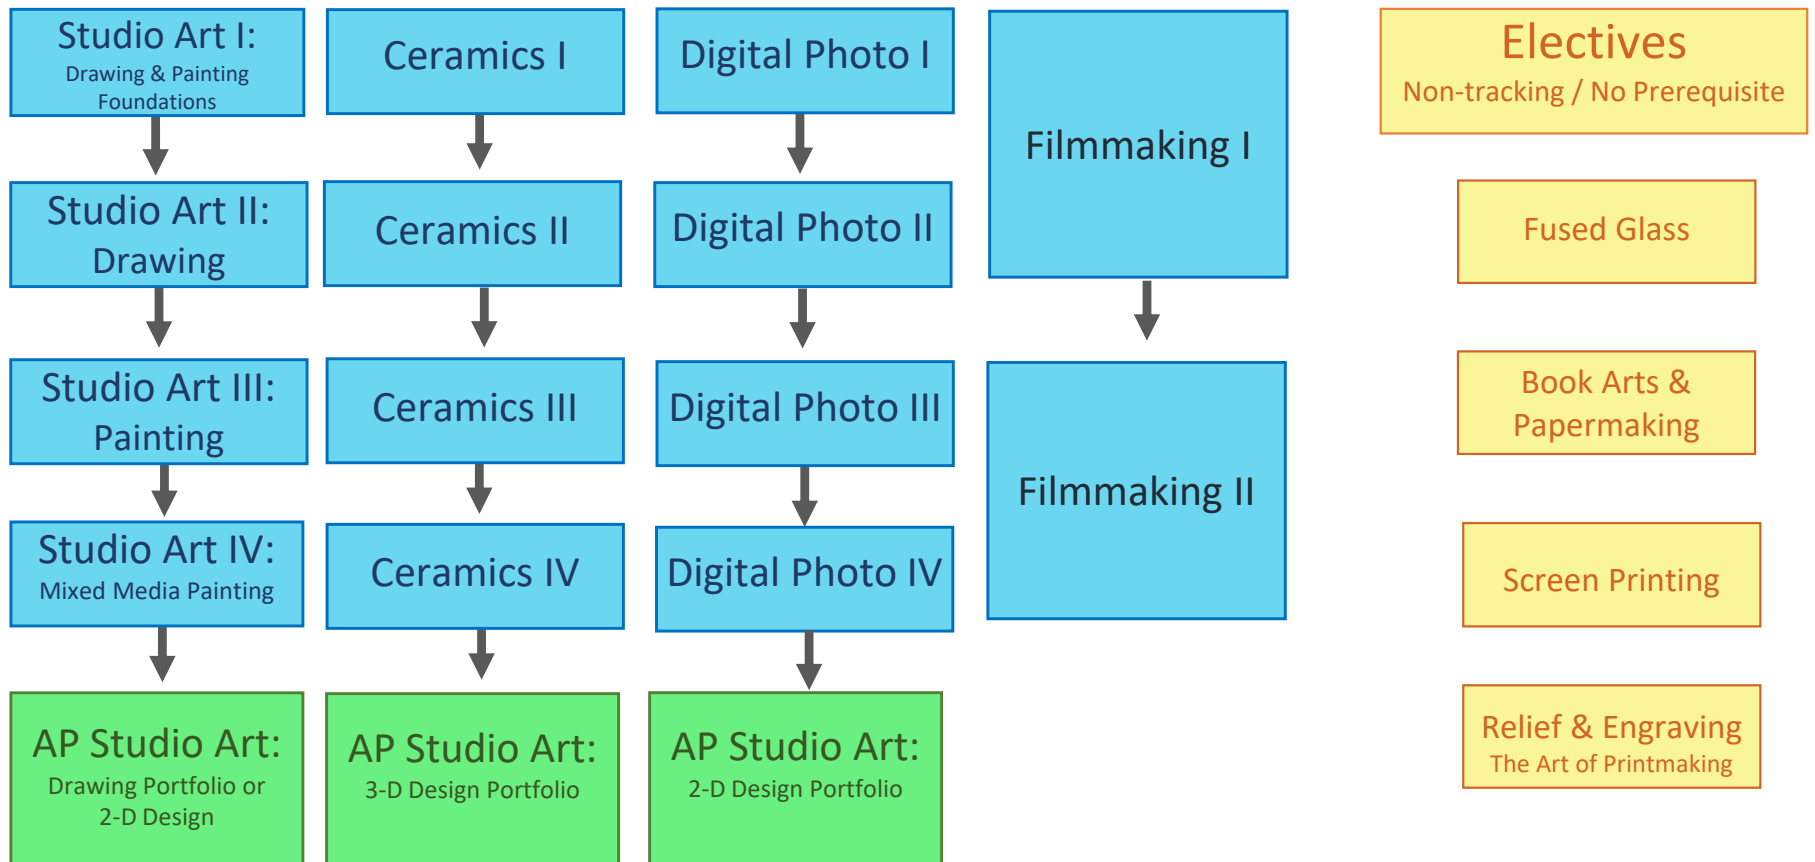 Studio Art I:
Drawing & Painting
Foundations
Ceramics I
Digital Photo I
Filmmaking I
Electives
Non-tracking / No Prerequisite
Studio Art II:
Drawing
Ceramics II
Digital Photo II
Fused Glass
Studio Art III:
Painting
Ceramics III
Digital Photo III
Filmmaking II
Book Arts &
Papermaking
Studio Art IV:
Mixed Media Painting
Ceramics IV
Digital Photo IV
Screen Printing
AP Studio Art:
Drawing Portfolio or
2-D Design
AP Studio Art:
3-D Design Portfolio
AP Studio Art:
2-D Design Portfolio
Relief & Engraving
The Art of Printmaking